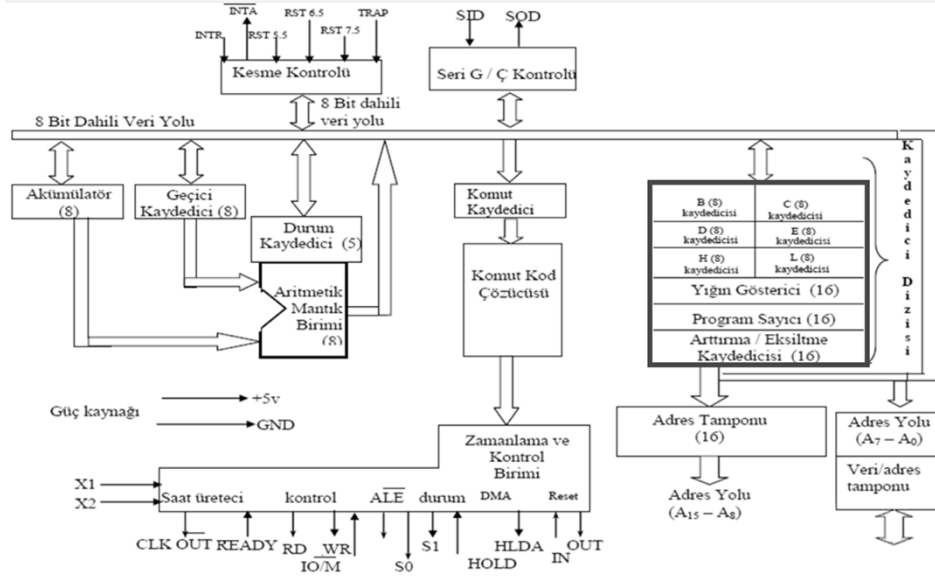 INTA
RST 6.5
TRAP
INTR
RST 5.5
RST 7.5
SID
SOD
Kesme Kontrolü
Seri G / Ç Kontrolü
8 Bit dahili
veri yolu
8 Bit Dahili Veri Yolu
Akümülatör
(8)
Geçici
Kaydedici (8)
Durum
Kaydedici (5)
Aritmetik
Mantık
Birimi
(8)
Komut
Kaydedici
Komut Kod
Çözücüsü
B (8)
kaydedicisi
C (8)
kaydedicisi
D (8)
kaydedicisi
E (8)
kaydedicisi
H (8)
kaydedicisi
L (8)
kaydedicisi
Yığın Gösterici (16)
Program Sayıcı (16)
Arttırma / Eksiltme
Kaydedicisi (16)
Kaydedici Dizisi
Güç kaynağı
+5v
GND
Adres Tamponu
(16)
Adres Yolu
(A15 – A8)
Adres Yolu
(A7 – A0)
Veri/adres
tamponu
Zamanlama ve
Kontrol
Birimi
X1
X2
Saat üreteci kontrol ALE durum DMA Reset
CLK OUT READY RD WR IO/M S0 S1 HOLD HLDA IN OUT